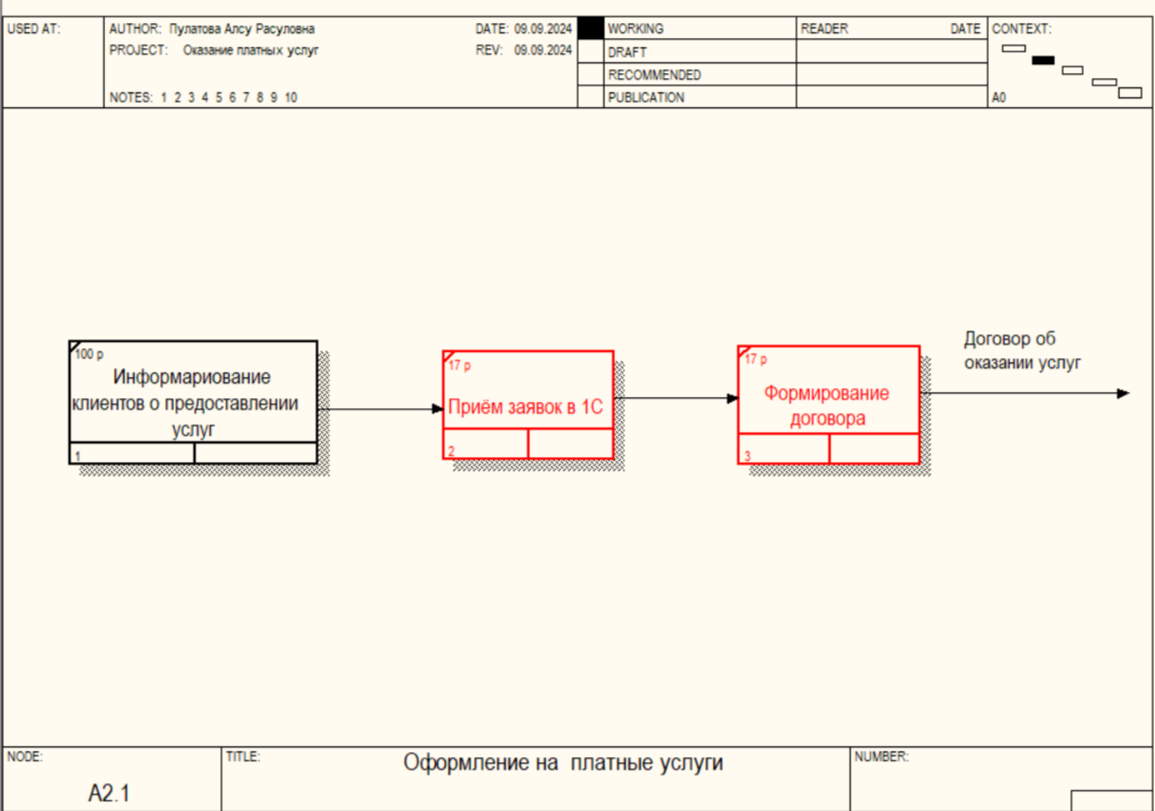 USED AT:
AUTHOR: Пулатова Алсу Расуловна
DATE: 09.09.2024
PROJECT: Оказание платных услуг
REV: 09.09.2024
NOTES: 1 2 3 4 5 6 7 8 9 10
WORKING
DRAFT
RECOMMENDED
PUBLICATION
READER DATE
CONTEXT:
A0
100 р
Информариование
клиентов о предоставлении
услуг
1
17 р
Приём заявок в 1С
2
17 р
Формирование
договора
3
Договор об
оказании услуг
NODE:
A2.1
TITLE:
Оформление на платные услуги
NUMBER: